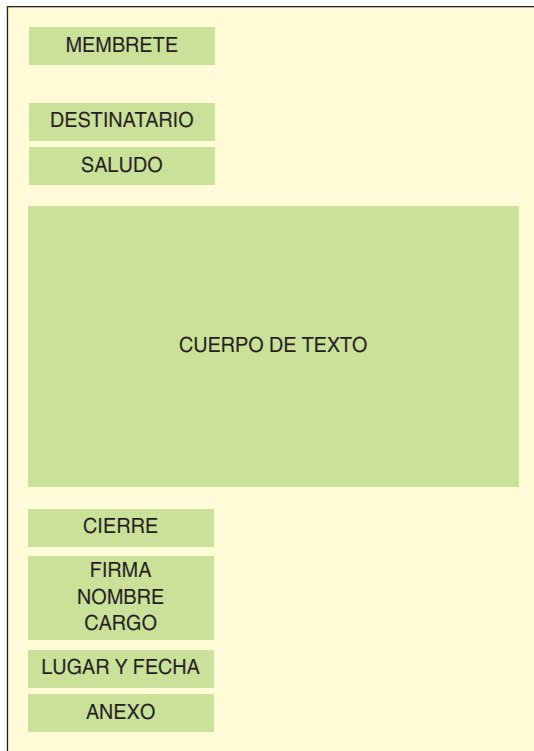 MEMBRETE
DESTINATARIO
SALUDO
CUERPO DE TEXTO
CIERRE
FIRMA
NOMBRE
CARGO
LUGAR Y FECHA
ANEXO